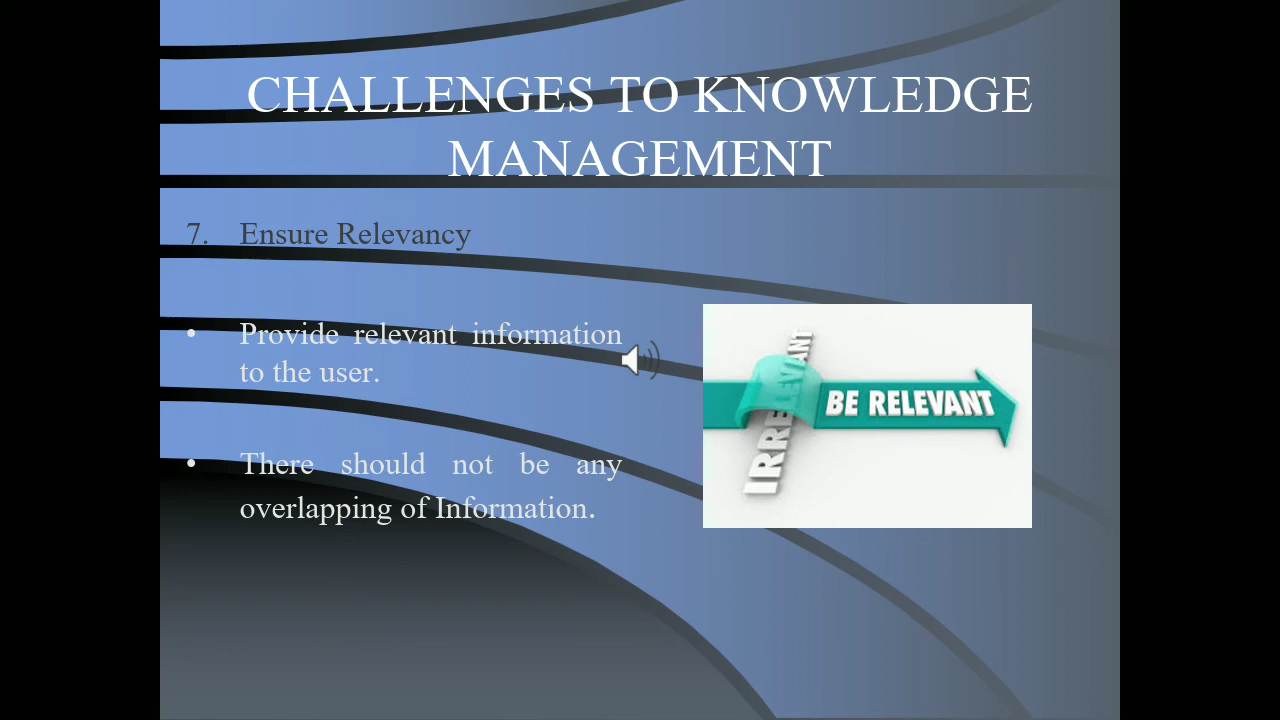 CHALLENGES TO KNOWLEDGE
MANAGEMENT
7. Ensure Relevancy
• Provide relevant information
to the user.
• There should not be any
overlapping of Information.
IRRELEVANT
BE RELEVANT